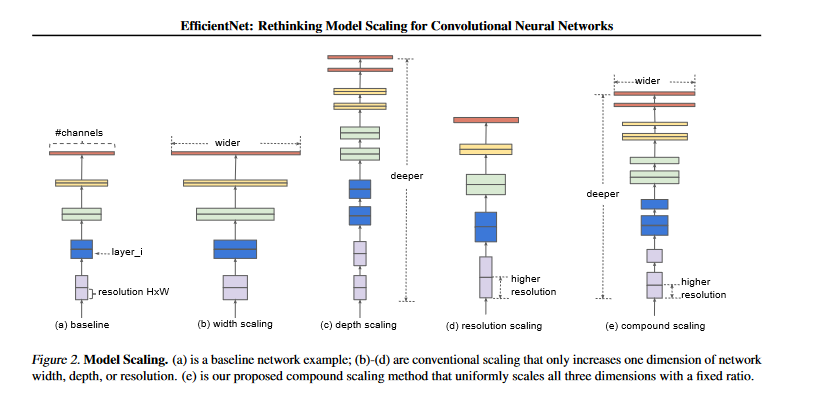 EfficientNet: Rethinking Model Scaling for Convolutional Neural Networks
#channels
layer_i
resolution HxW
(a) baseline
wider
(b) width scaling
deeper
(c) depth scaling
higher
resolution
(d) resolution scaling
wider
deeper
higher
resolution
(e) compound scaling
Figure 2. Model Scaling. (a) is a baseline network example; (b)-(d) are conventional scaling that only increases one dimension of network
width, depth, or resolution. (e) is our proposed compound scaling method that uniformly scales all three dimensions with a fixed ratio.